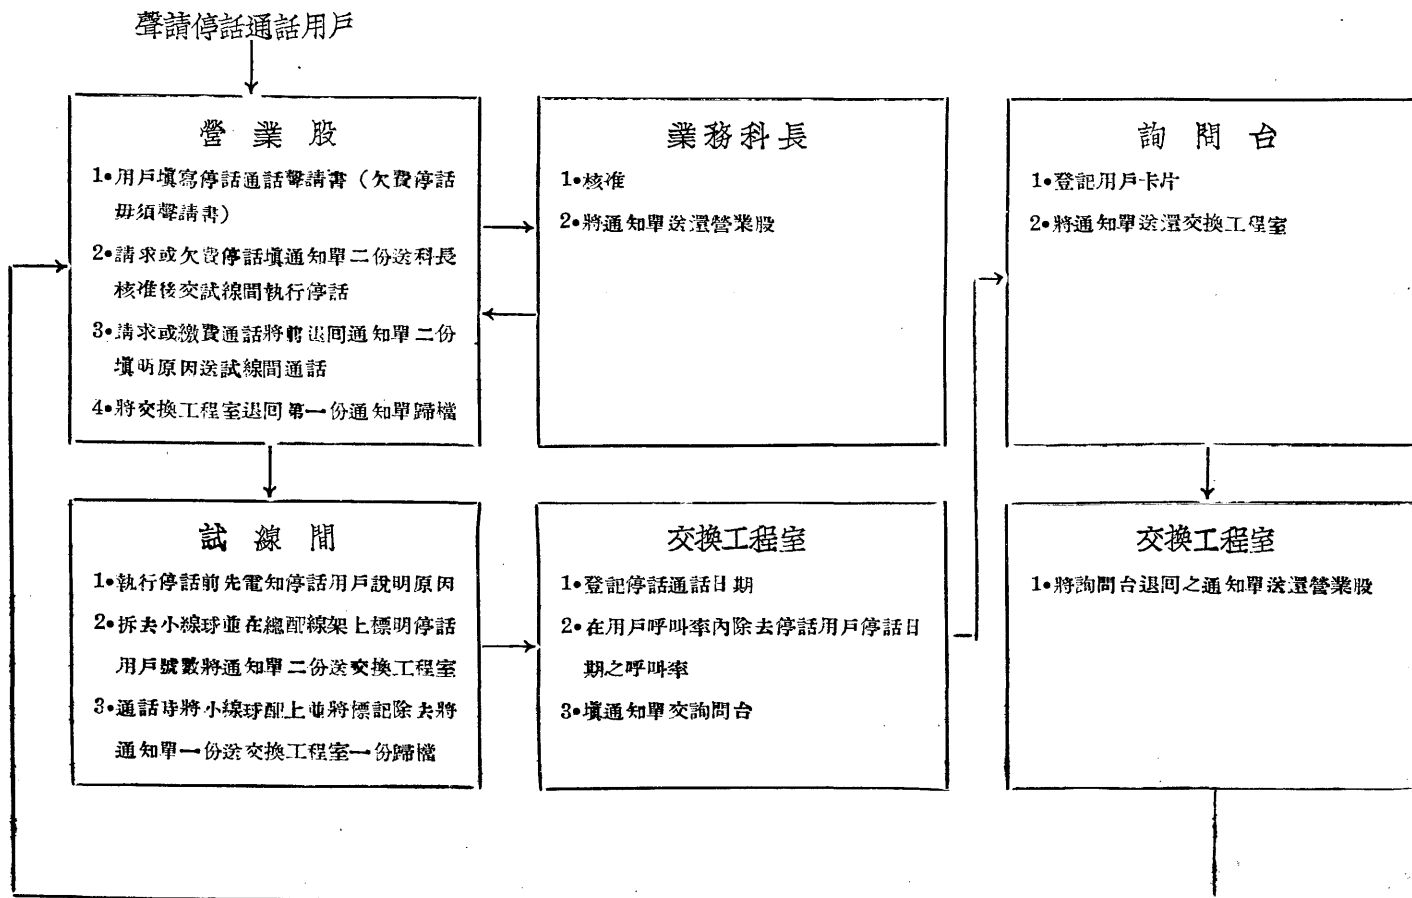 聲請停話通話用戶
營業股
1•用戶填寫停話通話聲請書（欠費停話
毋須聲請書）
2•請求或欠費停話填通知單二份送科長
核准後交試線間執行停話
3•請求或繳費通話將前退回通知單二份
填明原因送試線間通話
4•將交換工程室退回第一份通知單歸檔
業務科長
1•核准
2•將通知單送還營業股
詢問台
1•登記用戶卡片
2•將通知單送還交換工程室
試線間
1•執行停話前先電知停話用戶說明原因
2•拆去小線球並在總配線架上標明停話
用戶號數將通知單二份送交換工程室
3•通話時將小線球配上並將標記除去將
通知單一份送交換工程室一份歸檔
交換工程室
1•登記停話通話日期
2•在用戶呼叫率內除去停話用戶停話日
期之呼叫率
3•填通知單交詢問台
交換工程室
1•將詢問台退回之通知單送還營業股